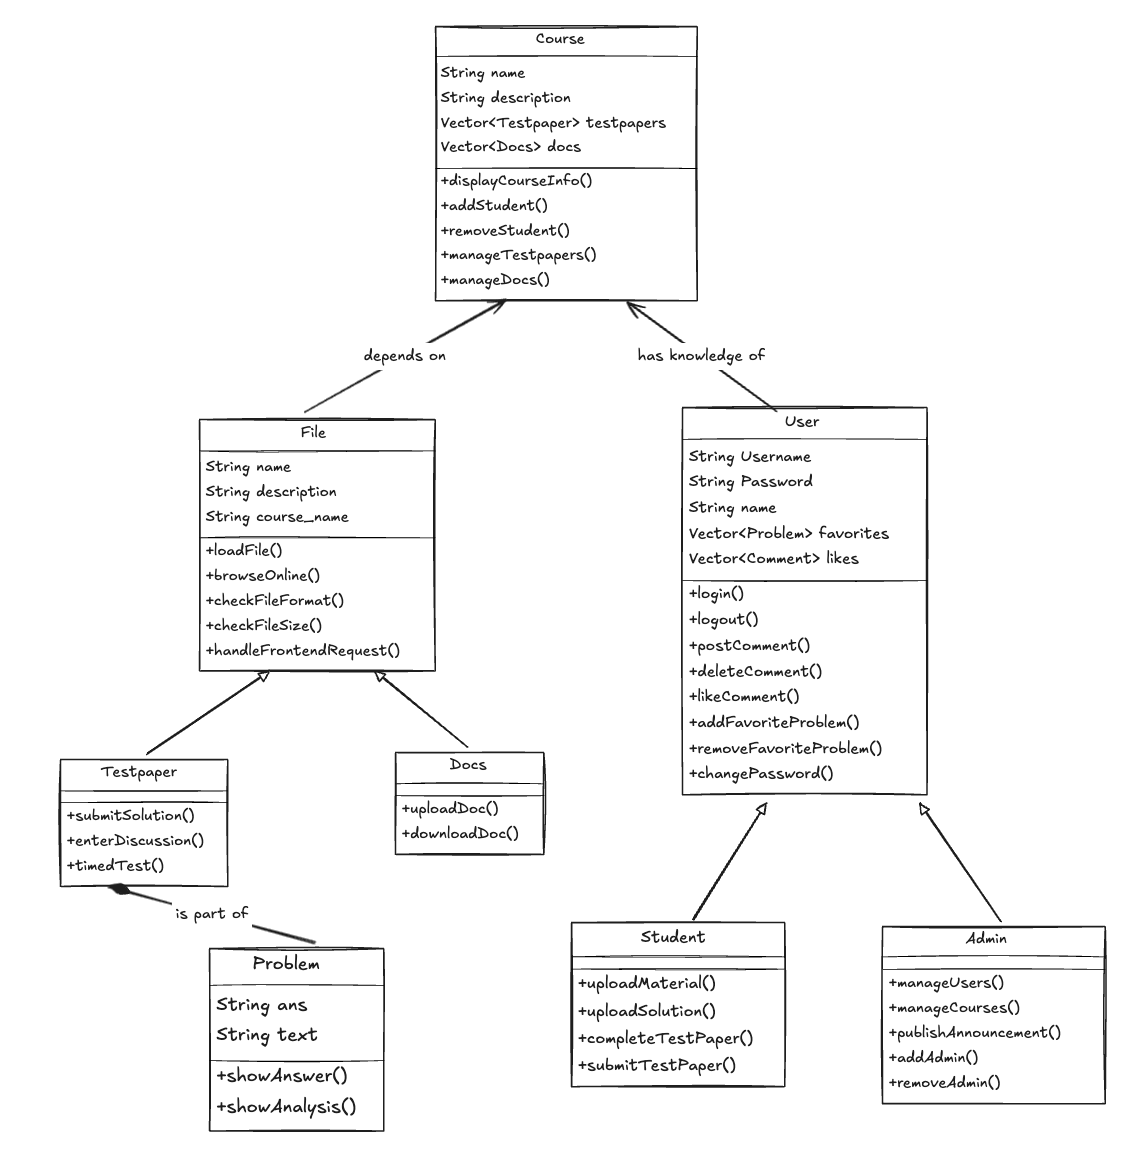 Course
String name
String description
Vector<Testpaper> testpapers
Vector<Docs> docs
+displayCourseInfo()
+addStudent()
+removeStudent()
+manageTestpapers()
+manageDocs()
depends on
has knowledge of
File
String name
String description
String course_name
+loadFile()
+browseOnline()
+checkFileFormat()
+checkFileSize()
+handleFrontendRequest()
User
String Username
String Password
String name
Vector<Problem> favorites
Vector<Comment> likes
+login()
+logout()
+postComment()
+deleteComment()
+likeComment()
+addFavoriteProblem()
+removeFavoriteProblem()
+changePassword()
Testpaper
+submitSolution()
+enterDiscussion()
+timedTest()
Docs
+uploadDoc()
+downloadDoc()
is part of
Problem
String ans
String text
+showAnswer()
+showAnalysis()
Student
+uploadMaterial()
+uploadSolution()
+completeTestPaper()
+submitTestPaper()
Admin
+manageUsers()
+manageCourses()
+publishAnnouncement()
+addAdmin()
+removeAdmin()